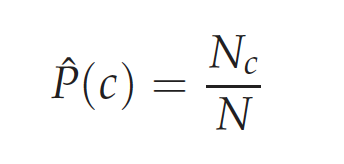 P̂(c) = N_c / N